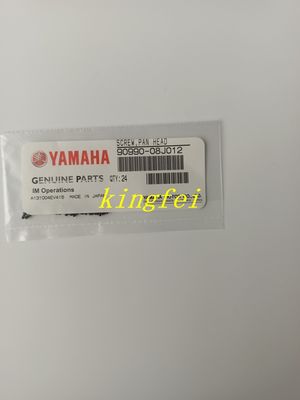 SCREW,PAN HEAD
YAMAHA 90990-08J012
GENUINE PARTS QTY:24
IM Operations
MADE IN JAPAN
kingfei